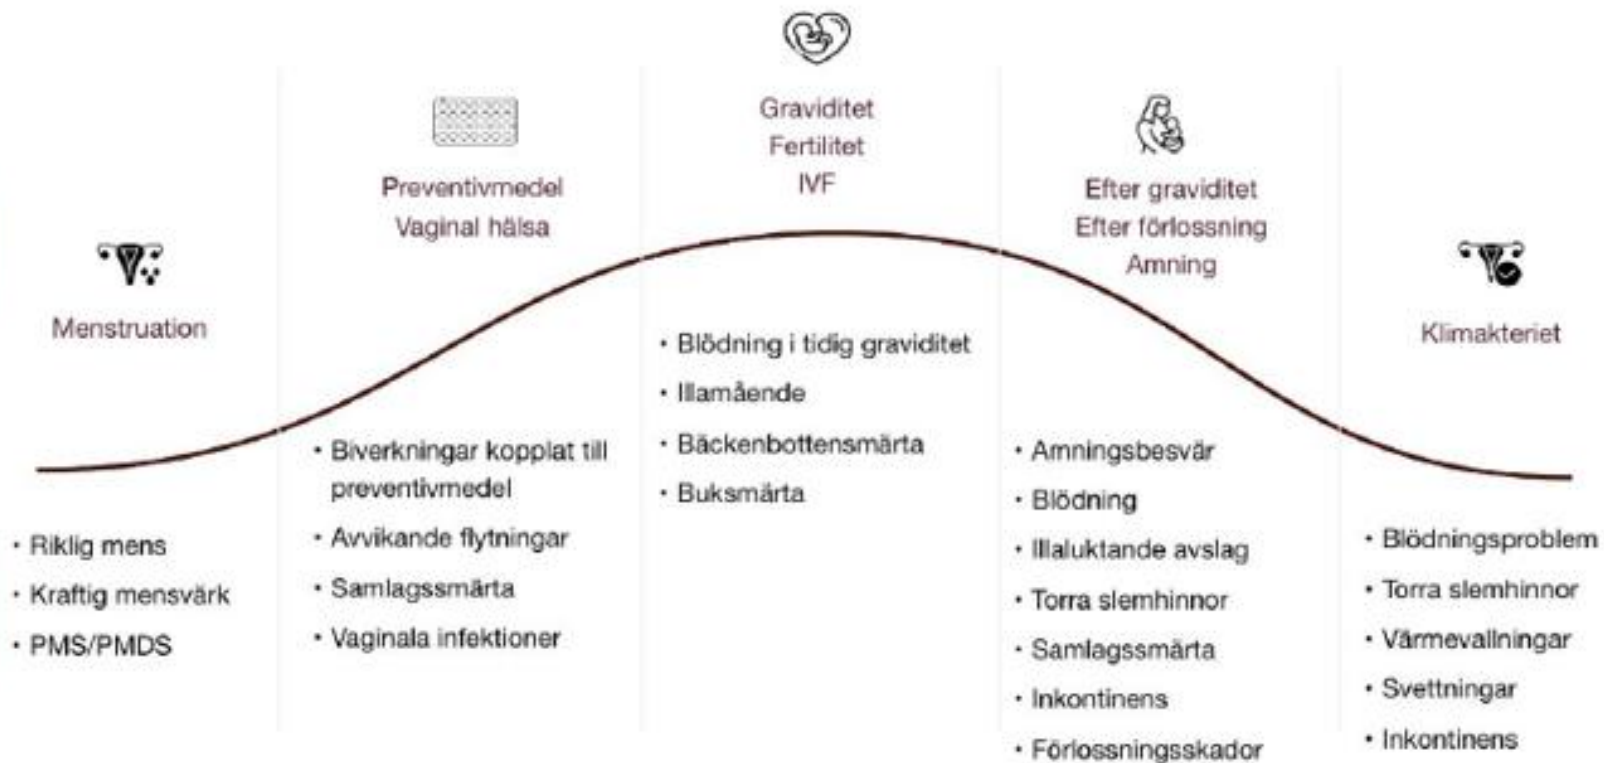 Menstruation
• Riklig mens
• Kraftig mensvärk
• PMS/PMDS
Preventivmedel
Vaginal hälsa
• Biverkningar kopplat till
preventivmedel
• Avvikande flytningar
• Samlagssmärta
• Vaginala infektioner
Graviditet
Fertilitet
IVF
• Blödning i tidig graviditet
• Illamående
• Bäckenbottensmärta
• Buksmärta
Efter graviditet
Efter förlossning
Amning
• Amningsbesvär
• Blödning
• Illaluktande avslag
• Torra slemhinnor
• Samlagssmärta
• Inkontinens
• Förlossningsskador
Klimakteriet
• Blödningsproblem
• Torra slemhinnor
• Värmevallningar
• Svettningar
• Inkontinens